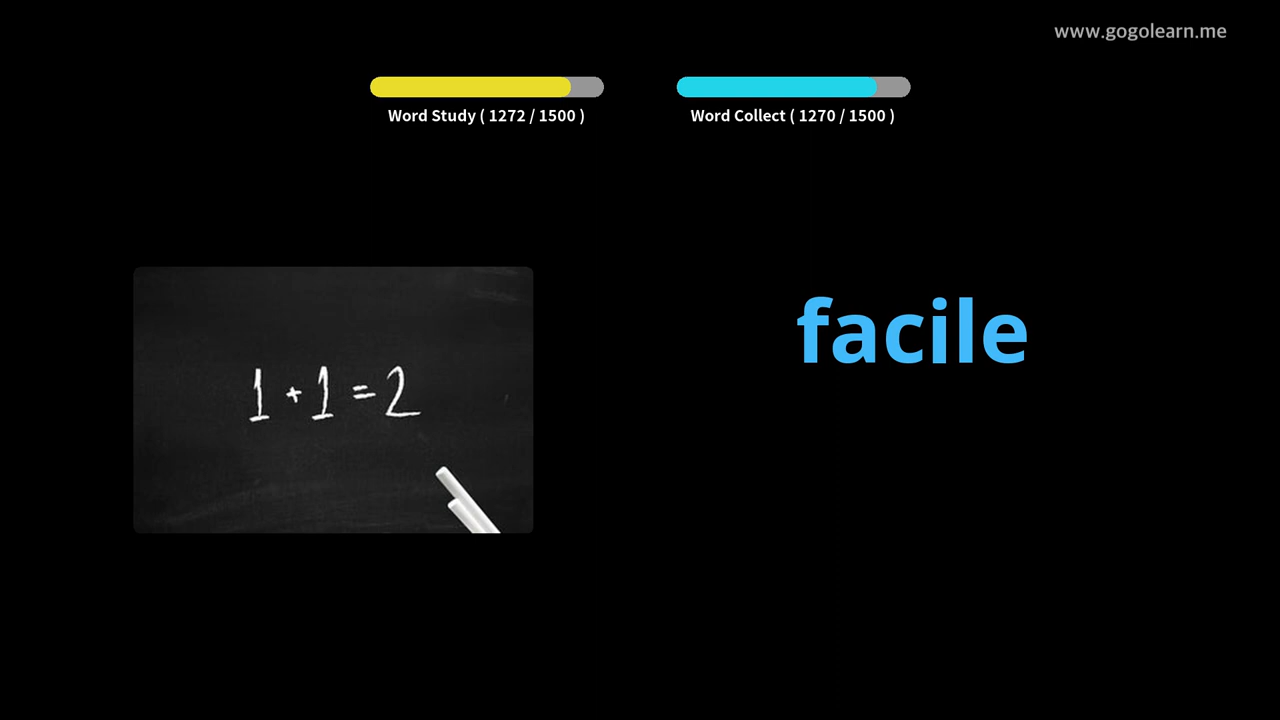 www.gogolearn.me
Word Study ( 1272 / 1500 )
Word Collect ( 1270 / 1500 )
facile
1 + 1 = 2